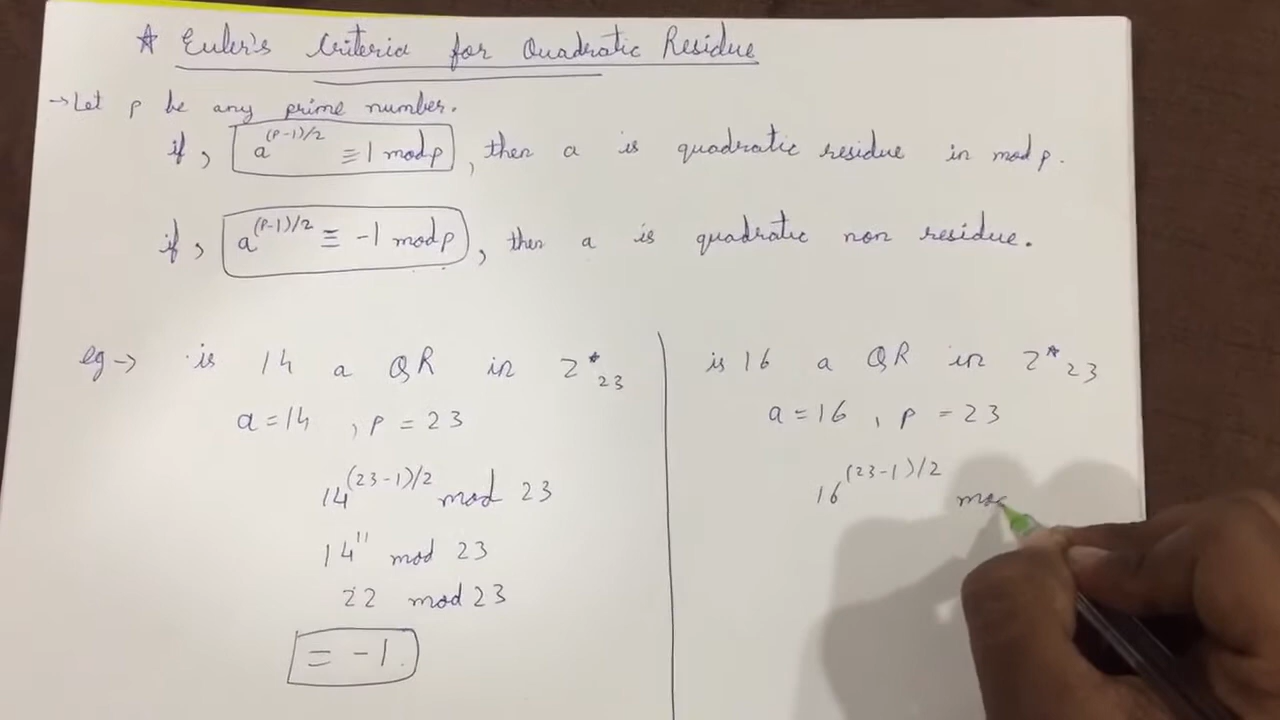 ☆ Euler's Criteria for Quadratic Residue
→ Let p be any prime number.
if, a^(P-1)/2 ≡ 1 mod p, then a is quadratic residue in mod p.
if, a^(P-1)/2 ≡ -1 mod p, then a is quadratic non residue.
eg → is 14 a QR in Z*23
a = 14, p = 23
14^(23-1)/2 mod 23
14^11 mod 23
22 mod 23
= -1.
is 16 a QR in Z*23
a = 16, p = 23
16^(23-1)/2 mo